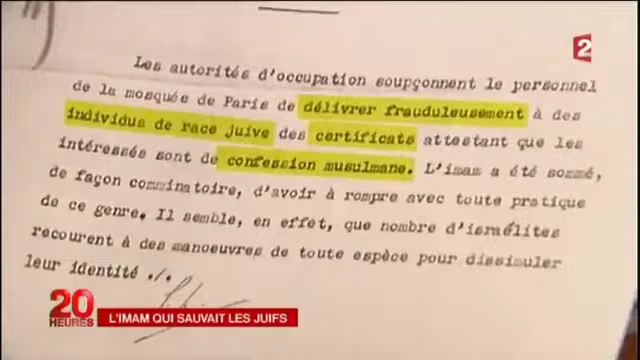 2
Les autorités d'occupation soupçonnent le personnel
de la mosquée de Paris de délivrer frauduleusement à des
individus de race juive des certificats attestant que les
intéressés sont de confession musulmane. L'imam a été sommé,
de façon comminatoire, d'avoir à rompre avec toute pratique
de ce genre. Il semble, en effet, que nombre d'israélites
recourent à des manoeuvres de toute espèce pour dissimuler
leur identité ./.
20
HEURES
L'IMAM QUI SAUVAIT LES JUIFS